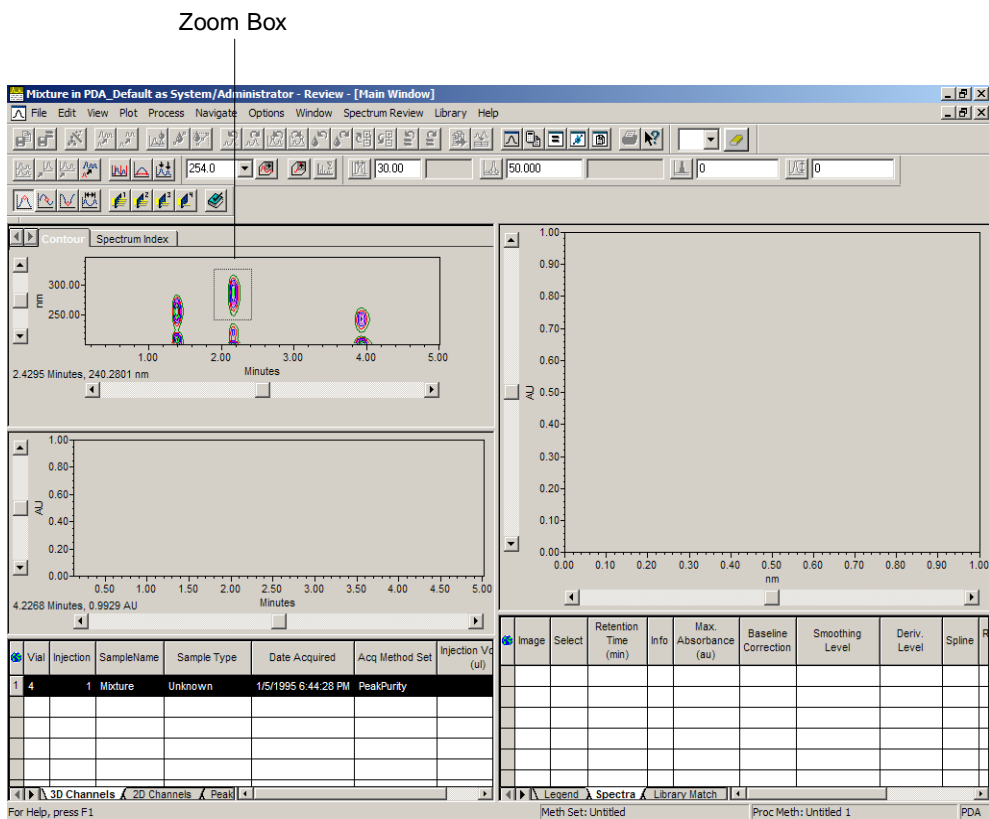 Zoom Box
Mixture in PDA_Default as System/Administrator - Review - [Main Window]
File Edit View Plot Process Navigate Options Window Spectrum Review Library Help
254.0 30.00 50.000 0 0
Contour Spectrum Index
300.00
250.00
nm
1.00 2.00 3.00 4.00 5.00
Minutes
2.4295 Minutes, 240.2801 nm
1.00
0.80
0.60
0.40
0.20
0.00
AU
0.50 1.00 1.50 2.00 2.50 3.00 3.50 4.00 4.50 5.00
Minutes
4.2268 Minutes, 0.9929 AU
Vial Injection SampleName Sample Type Date Acquired Acq Method Set Injection Vo (ul)
1 4 1 Mixture Unknown 1/5/1995 6:44:28 PM PeakPurity
3D Channels 2D Channels Peak
1.00
0.90
0.80
0.70
0.60
0.50
0.40
0.30
0.20
0.10
0.00
AU
0.00 0.10 0.20 0.30 0.40 0.50 0.60 0.70 0.80 0.90 1.00
nm
Image Select Retention Time (min) Info Max. Absorbance (au) Baseline Correction Smoothing Level Deriv. Level Spline R
Legend Spectra Library Match
For Help, press F1 Meth Set: Untitled Proc Meth: Untitled 1 PDA